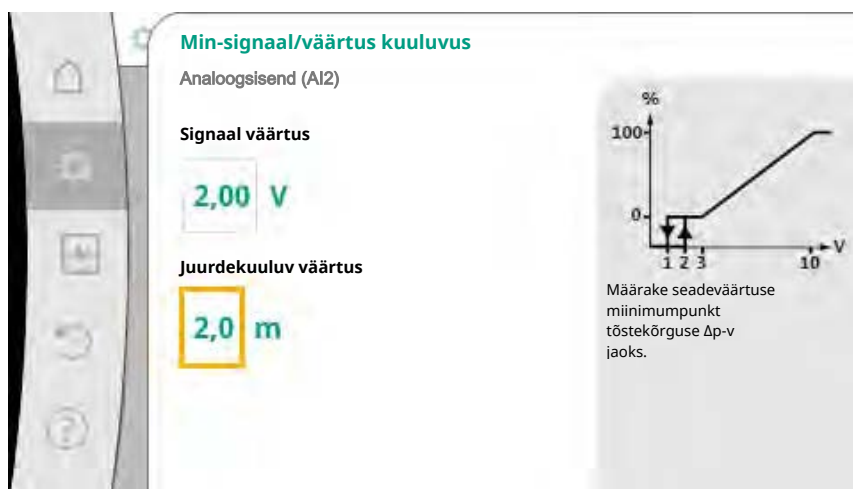 Min-signaal/väärtus kuuluvus
Analoogsisend (AI2)
Signaal väärtus
2,00 V
Juurdekuuluv väärtus
2,0 m
%
100
0
1 2 3 10 V
Määrake seadeväärtuse
miinimumpunkt
tõstekõrguse Δp-v
jaoks.
?